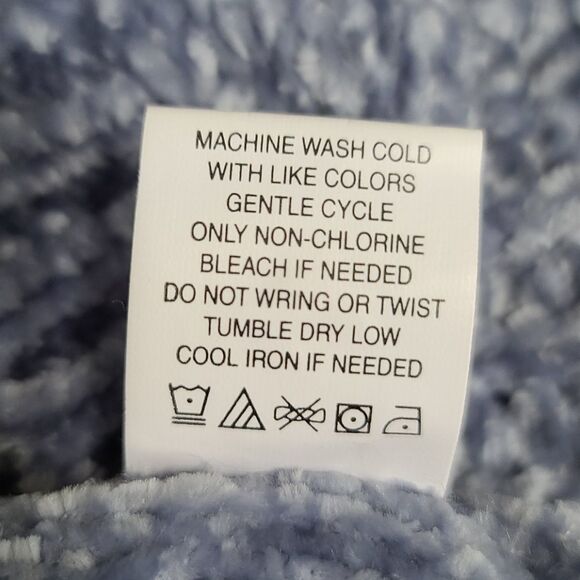 MACHINE WASH COLD
WITH LIKE COLORS
GENTLE CYCLE
ONLY NON-CHLORINE
BLEACH IF NEEDED
DO NOT WRING OR TWIST
TUMBLE DRY LOW
COOL IRON IF NEEDED